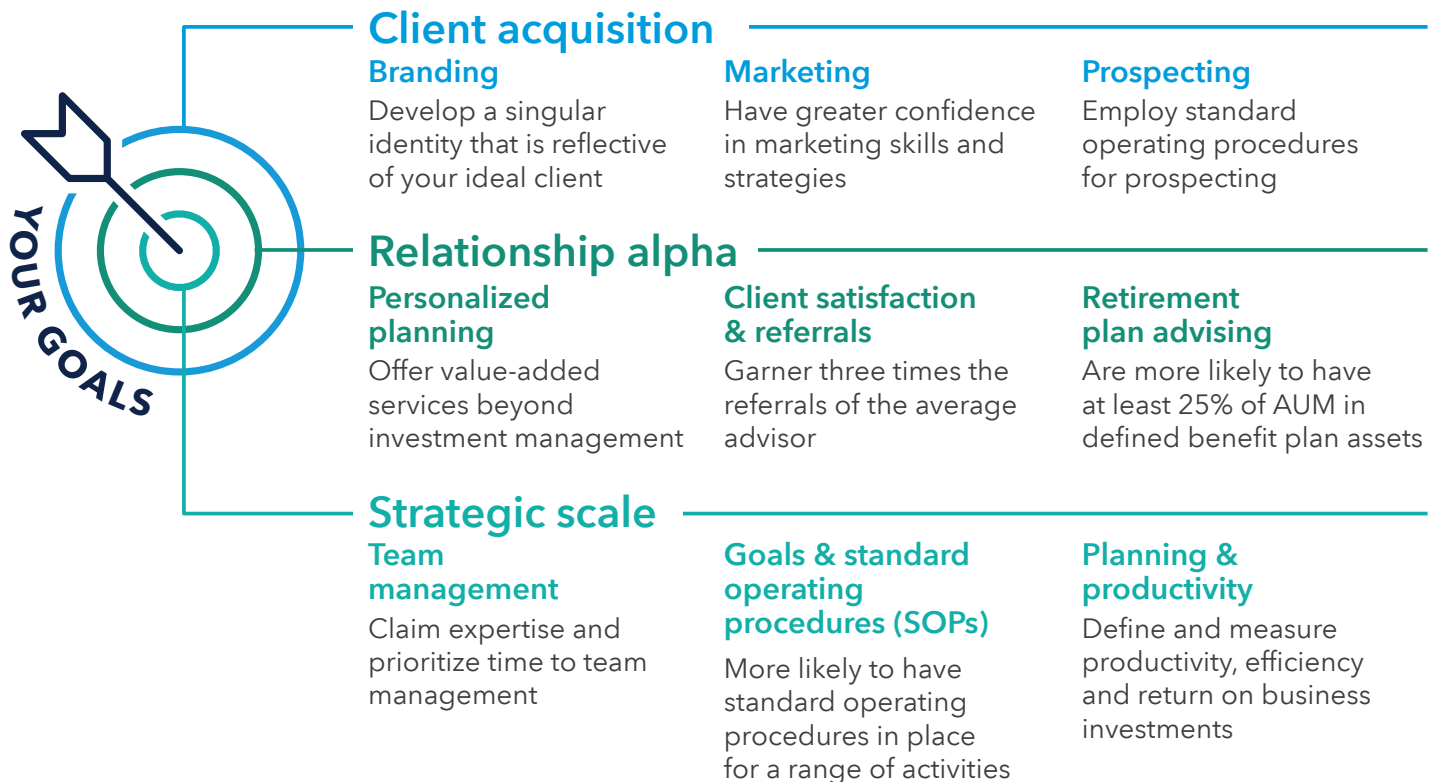 YOUR GOALS
Client acquisition
Branding
Develop a singular
identity that is reflective
of your ideal client
Marketing
Have greater confidence
in marketing skills and
strategies
Prospecting
Employ standard
operating procedures
for prospecting
Relationship alpha
Personalized
planning
Offer value-added
services beyond
investment management
Client satisfaction
& referrals
Garner three times the
referrals of the average
advisor
Retirement
plan advising
Are more likely to have
at least 25% of AUM in
defined benefit plan assets
Strategic scale
Team
management
Claim expertise and
prioritize time to team
management
Goals & standard
operating
procedures (SOPs)
More likely to have
standard operating
procedures in place
for a range of activities
Planning &
productivity
Define and measure
productivity, efficiency
and return on business
investments